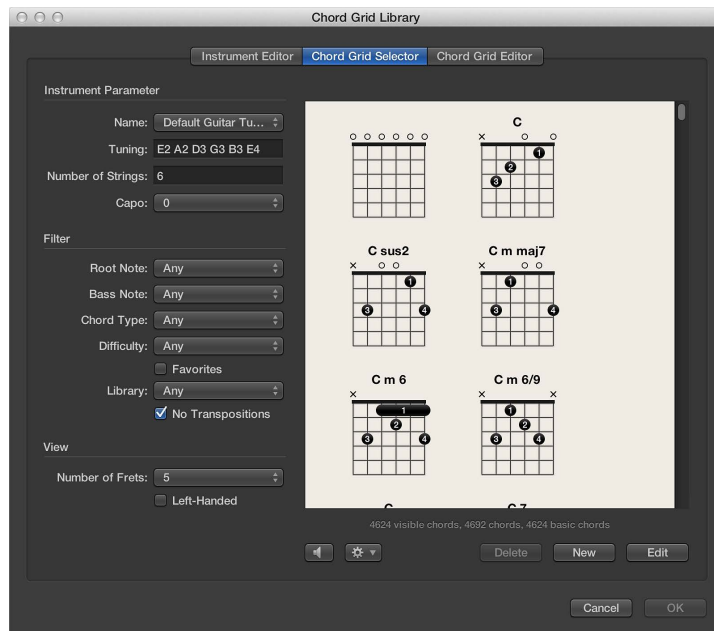 Chord Grid Library
Instrument Editor Chord Grid Selector Chord Grid Editor
Instrument Parameter
Name: Default Guitar Tu...
Tuning: E2 A2 D3 G3 B3 E4
Number of Strings: 6
Capo: 0
Filter
Root Note: Any
Bass Note: Any
Chord Type: Any
Difficulty: Any
Favorites
Library: Any
No Transpositions
View
Number of Frets: 5
Left-Handed
C
1
2
3
C sus2
C m maj7
1 1
3 4 3 4
C m 6
C m 6/9
1 1
2 2
3 4 3 4
C
C 7
4624 visible chords, 4692 chords, 4624 basic chords
Delete New Edit
Cancel OK